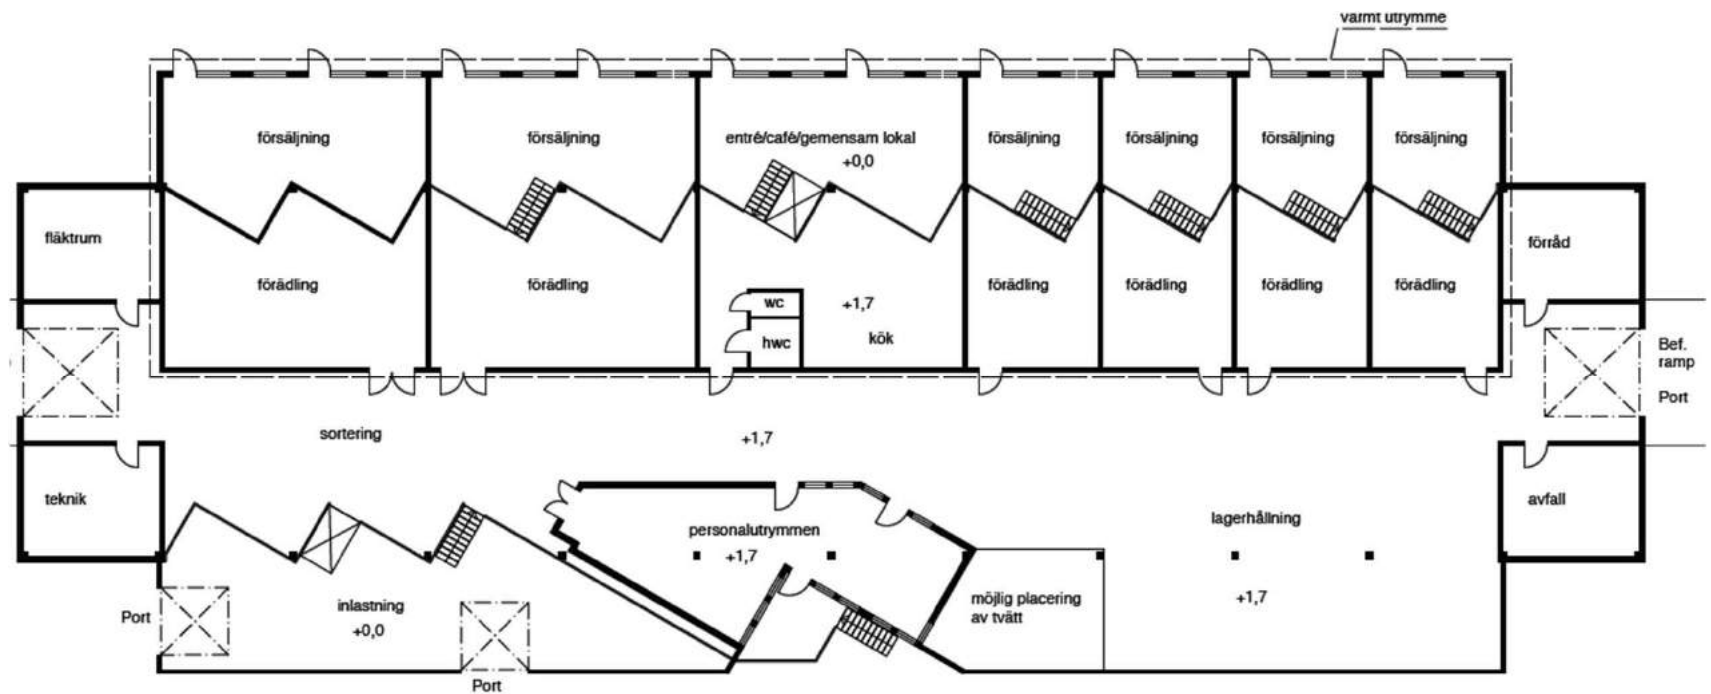 varmt utrymme
försäljning
försäljning
entré/café/gemensam lokal
+0,0
försäljning
försäljning
försäljning
försäljning
fläktrum
förråd
förädling
förädling
wc
+1,7
hwc
kök
förädling
förädling
förädling
förädling
Bef.
ramp
Port
sortering
+1,7
teknik
personalutrymmen
+1,7
lagerhållning
avfall
Port
inlastning
+0,0
möjlig placering
av tvätt
+1,7
Port